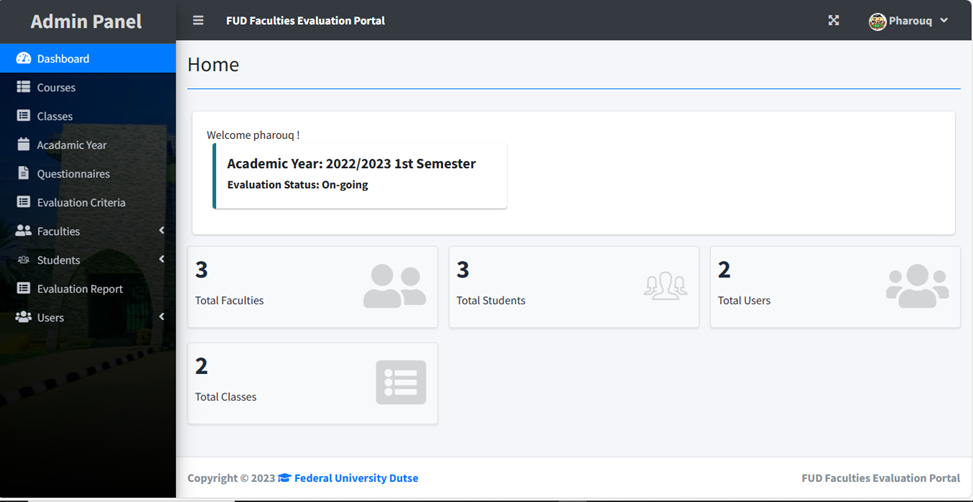 Admin Panel
FUD Faculties Evaluation Portal
Pharouq
Dashboard
Courses
Classes
Acadamic Year
Questionnaires
Evaluation Criteria
Faculties
Students
Evaluation Report
Users
Home
Welcome pharouq !
Academic Year: 2022/2023 1st Semester
Evaluation Status: On-going
3
Total Faculties
3
Total Students
2
Total Users
2
Total Classes
Copyright © 2023 Federal University Dutse
FUD Faculties Evaluation Portal